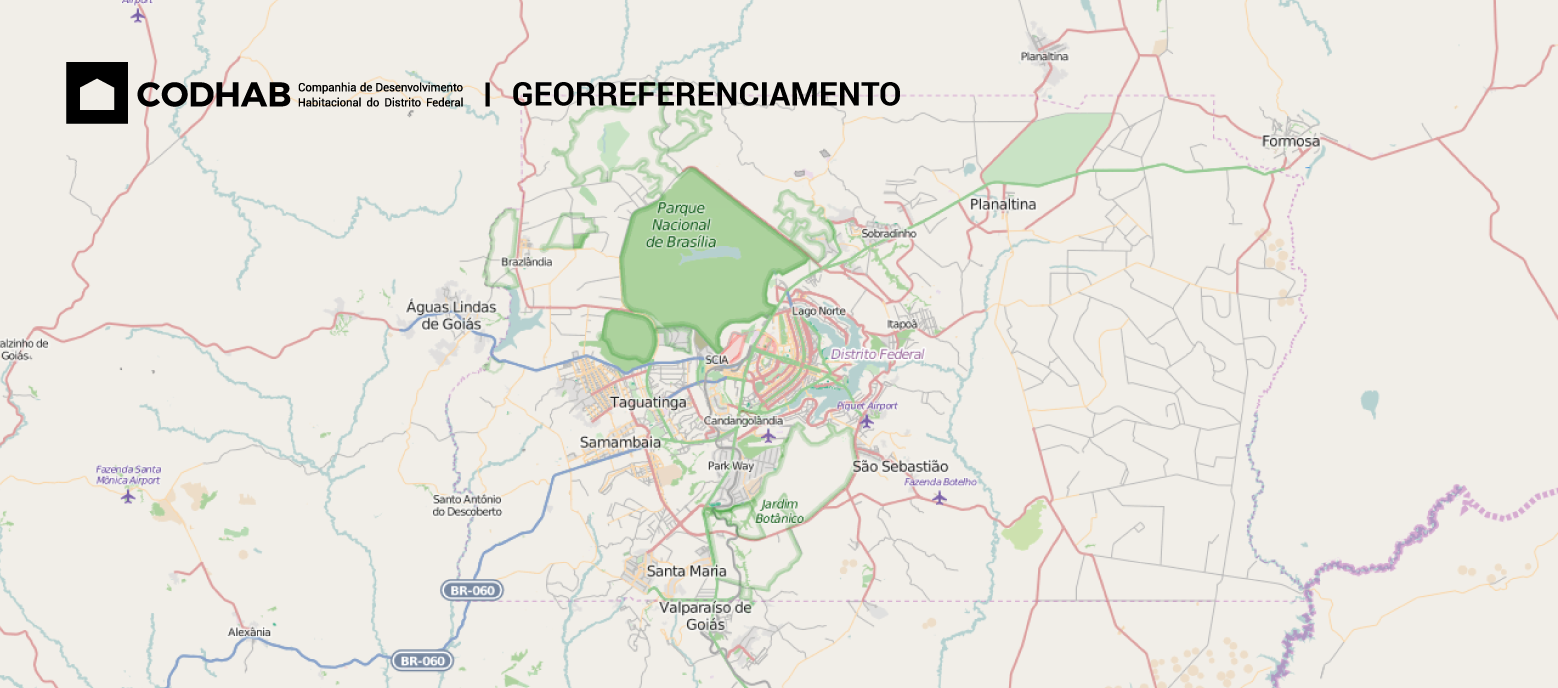 Airport
CODHAB
Companhia de Desenvolvimento
Habitacional do Distrito Federal
| GEORREFERENCIAMENTO
Planaltina
Formosa
Parque
Nacional
de Brasília
Planaltina
Sobradinho
Brazlândia
Águas Lindas
de Goiás
Lago Norte
Itapoã
alzinho de
Goiás
SCIA
Distrito Federal
Taguatinga
Piquet Airport
Candangolândia
Samambaia
Park Way
São Sebastião
Fazenda Botelho
Fazenda Santa
Mônica Airport
Santo Antônio
do Descoberto
Jardim
Botânico
Santa Maria
BR-060
Valparaíso de
Goiás
Alexânia
BR-060